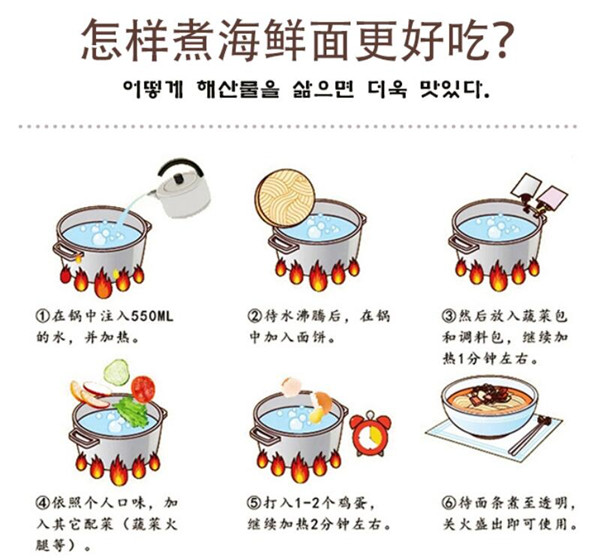 怎样煮海鲜面更好吃?
어떻게 해산물을 삶으면 더욱 맛있다.
①在锅中注入550ML
的水，并加热。
②待水沸腾后，在锅
中加入面饼。
③然后放入蔬菜包
和调料包，继续加
热1分钟左右。
④依照个人口味，加
入其它配菜（蔬菜火
腿等）。
⑤打入1-2个鸡蛋，
继续加热2分钟左右。
⑥待面条煮至透明，
关火盛出即可使用。